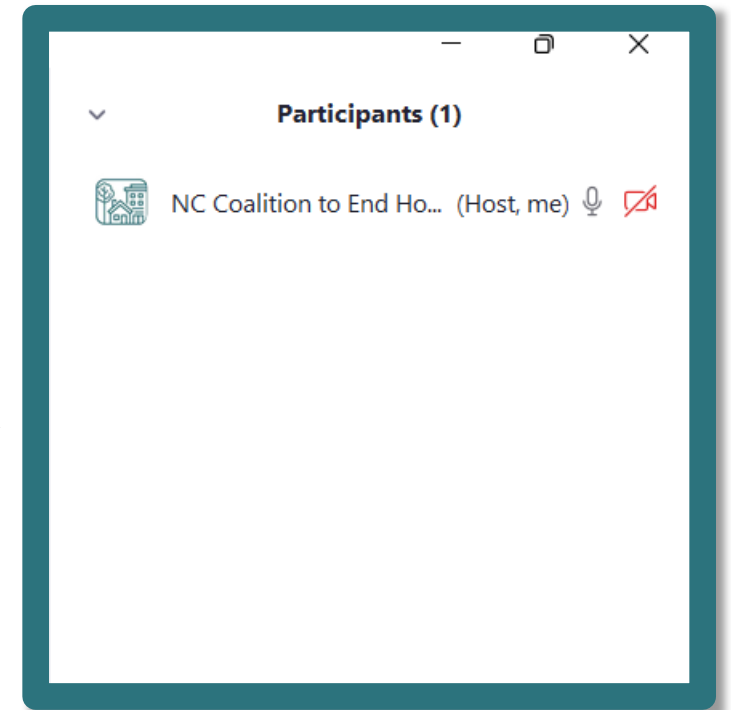 Participants (1)
NC Coalition to End Ho... (Host, me)